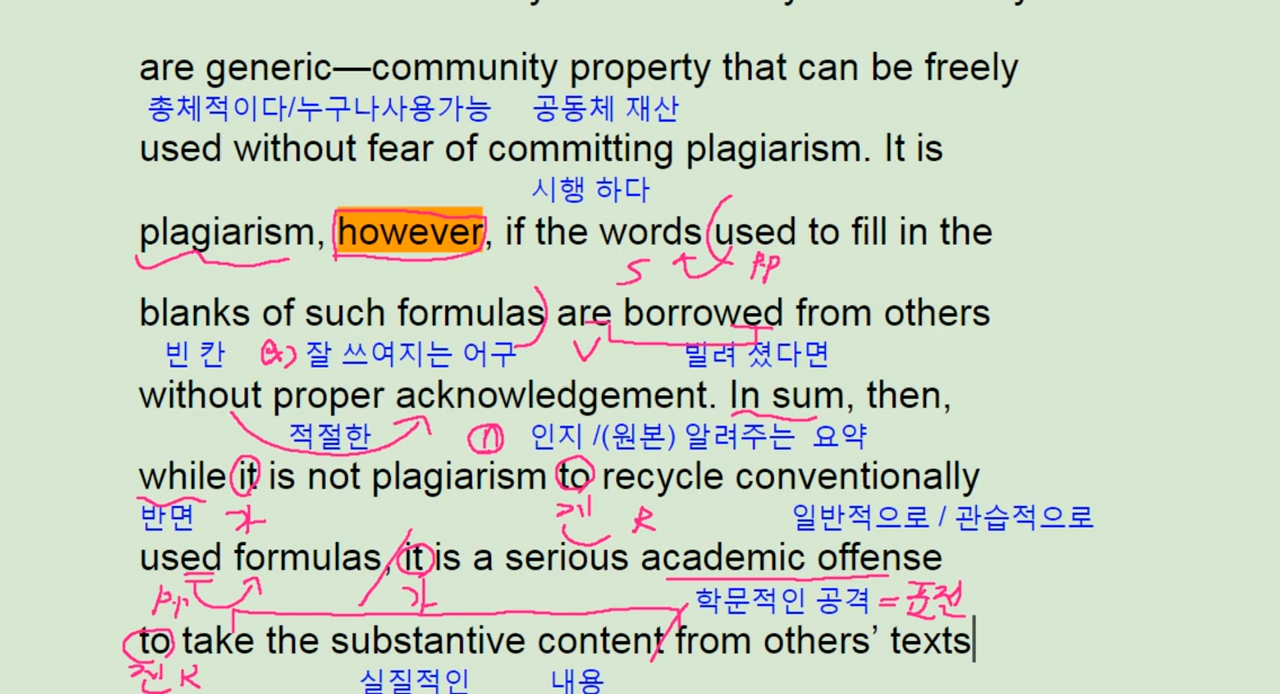 are generic—community property that can be freely
총체적이다/누구나사용가능 공동체 재산
used without fear of committing plagiarism. It is
시행 하다
plagiarism, however, if the words used to fill in the
S pp
blanks of such formulas are borrowed from others
빈 칸 잘 쓰여지는 어구 V 빌려 졌다면
without proper acknowledgement. In sum, then,
적절한 인지 /(원본) 알려주는 요약
while it is not plagiarism to recycle conventionally
반면 가 진 R 일반적으로 / 관습적으로
used formulas, it is a serious academic offense
pp 가 학문적인 공격 =
to take the substantive content from others’ texts
진 R 실질적인 내용